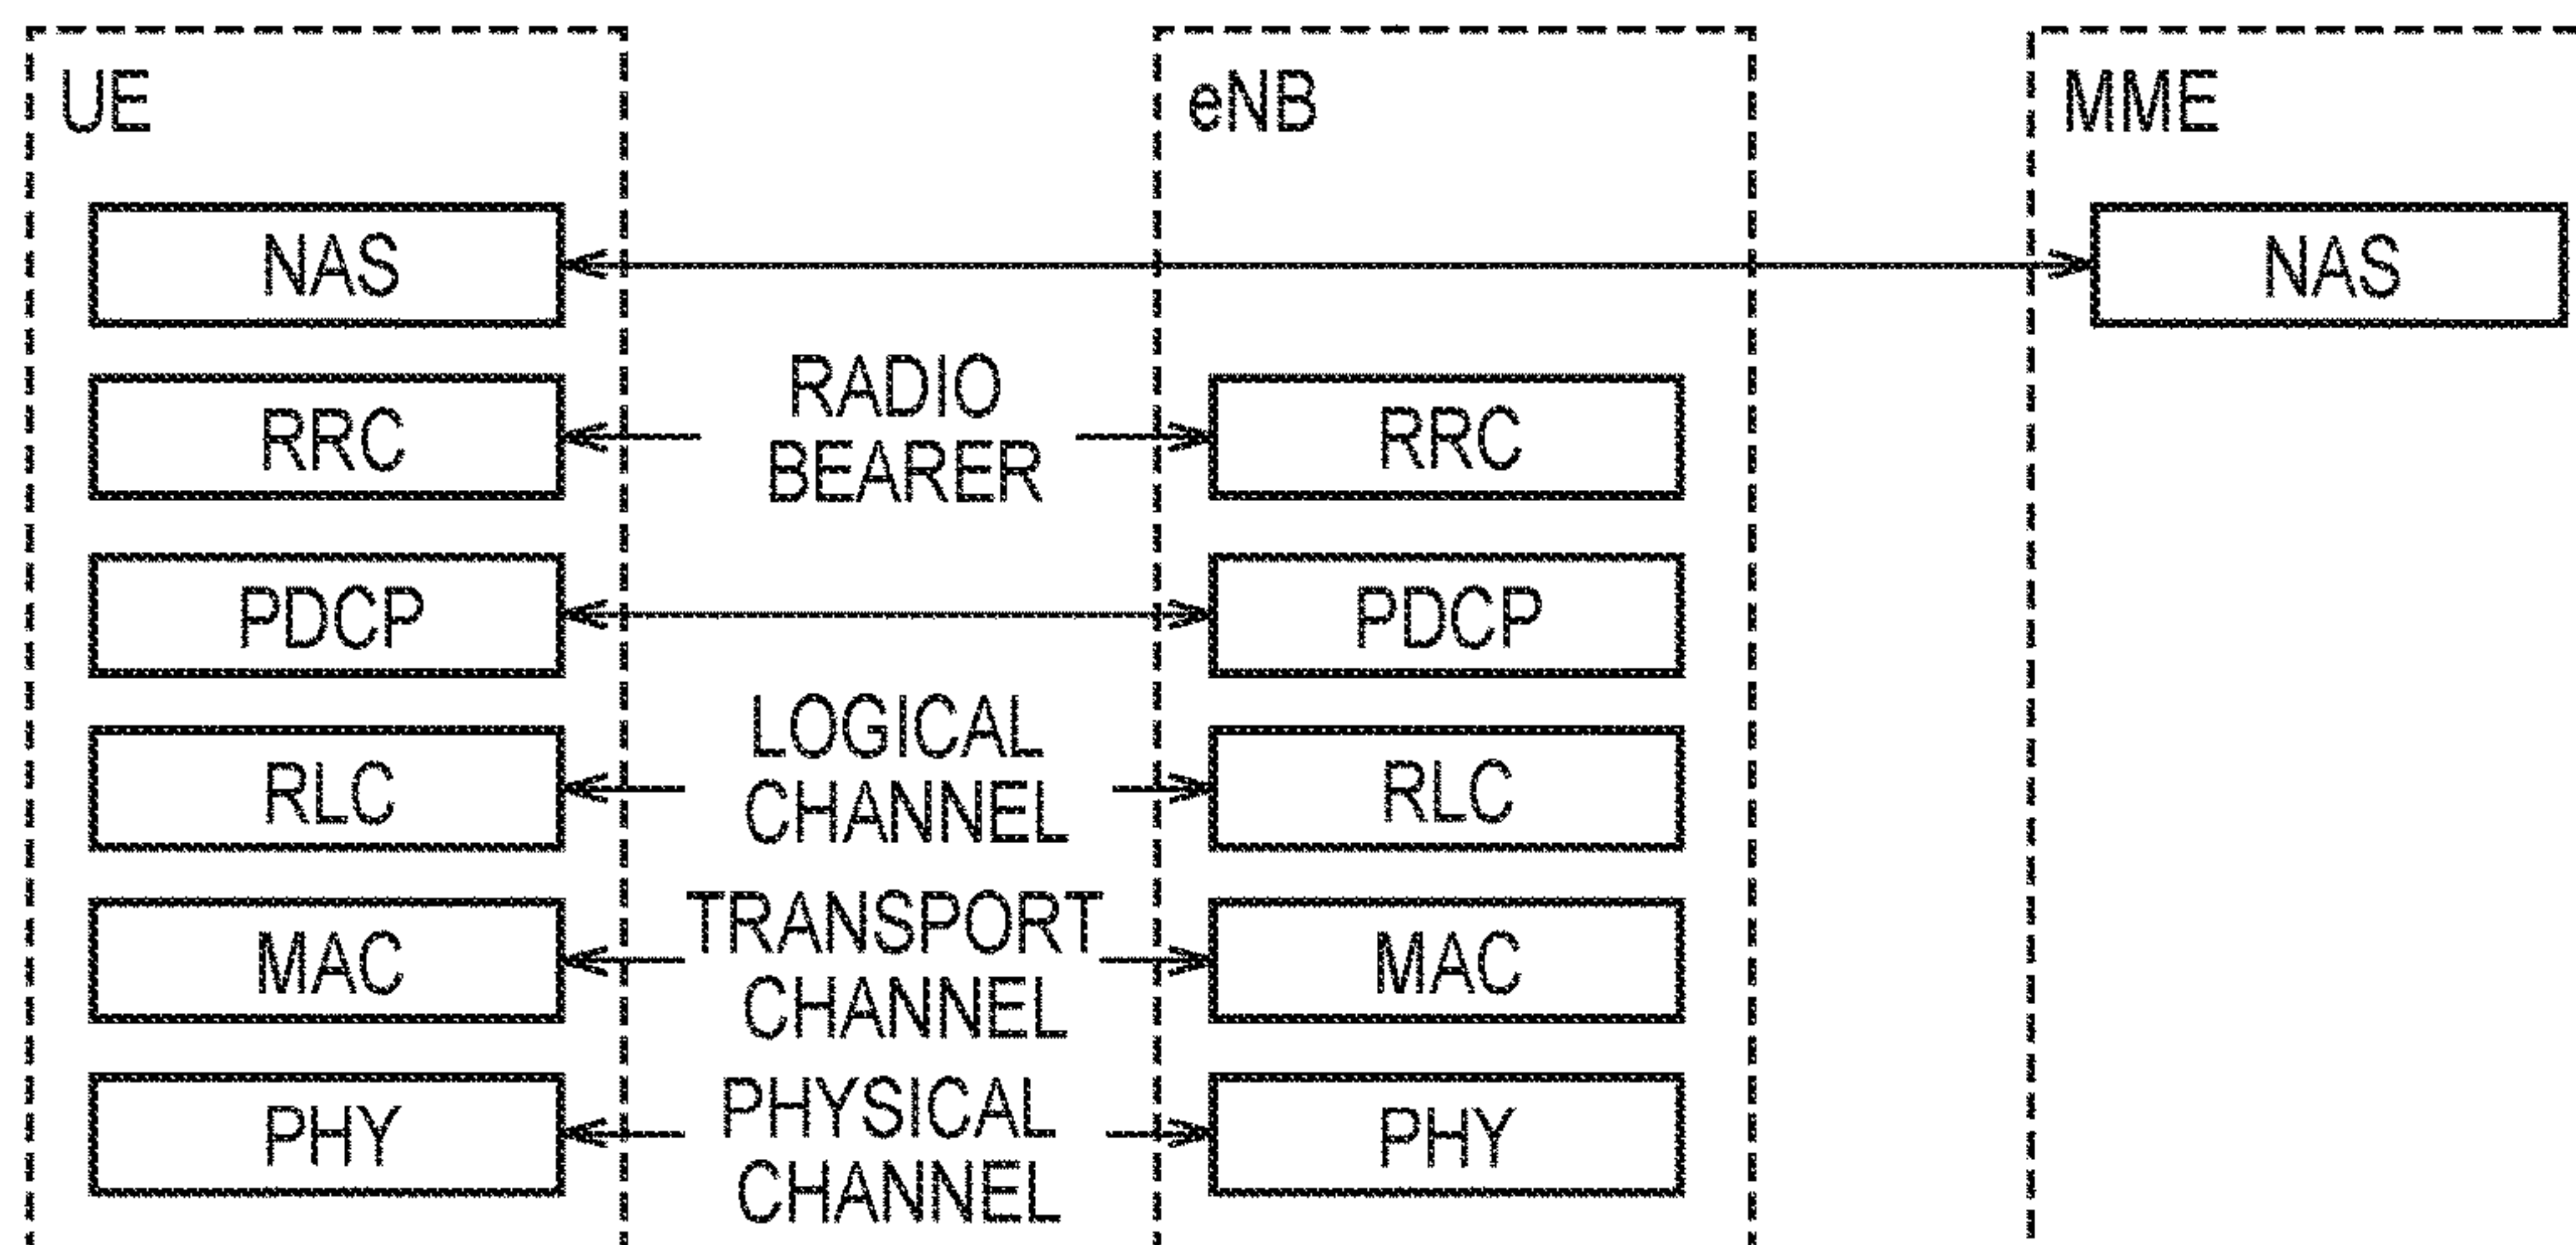 UE
eNB
MME
NAS
NAS
RRC
RADIO
BEARER
RRC
PDCP
PDCP
RLC
LOGICAL
CHANNEL
RLC
MAC
TRANSPORT
CHANNEL
MAC
PHY
PHYSICAL
CHANNEL
PHY